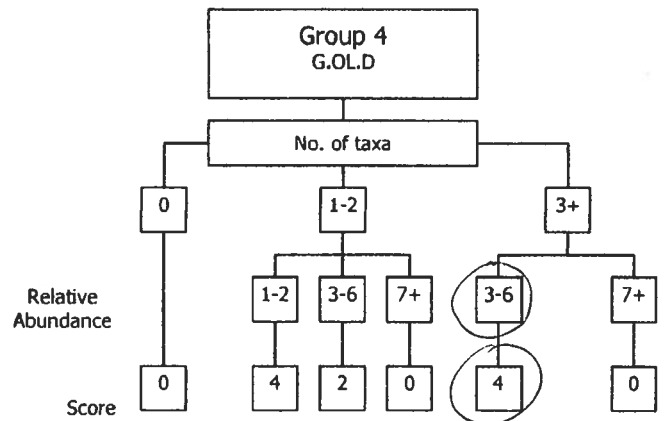 Group 4
G.OL.D
No. of taxa
0 1-2 3+
Relative Abundance 1-2 3-6 7+ 3-6 7+
Score 0 4 2 0 4 0